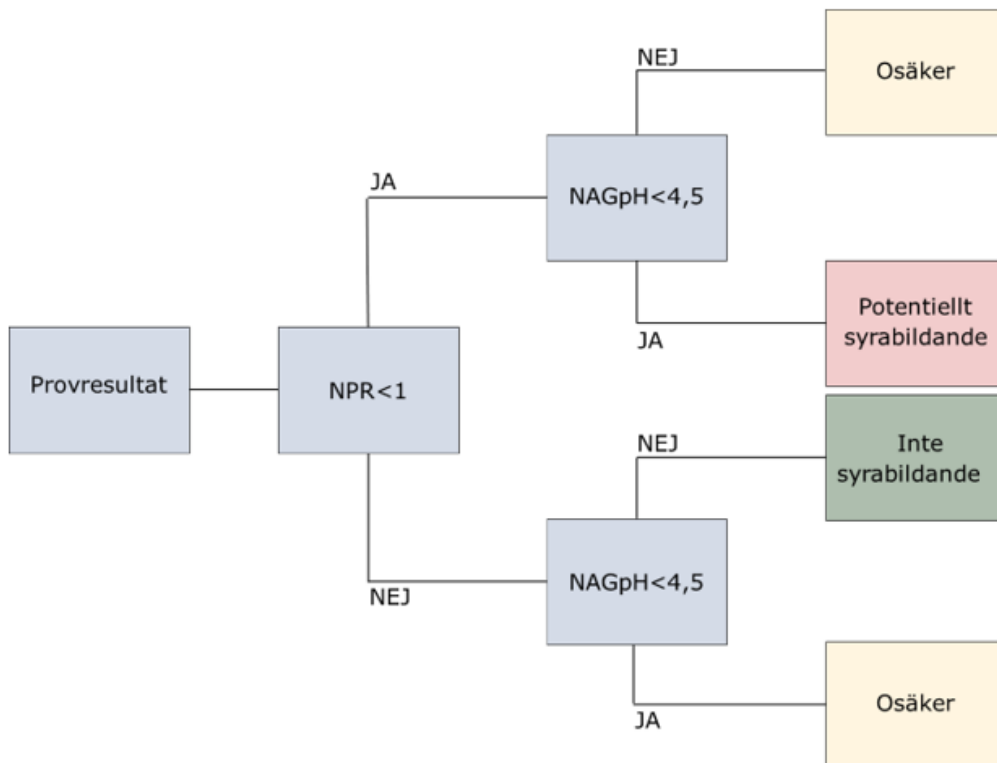 NEJ
Osäker
JA
NAGpH<4,5
JA
Potentiellt
syrabildande
Provresultat
NPR<1
NEJ
Inte
syrabildande
NEJ
NAGpH<4,5
JA
Osäker